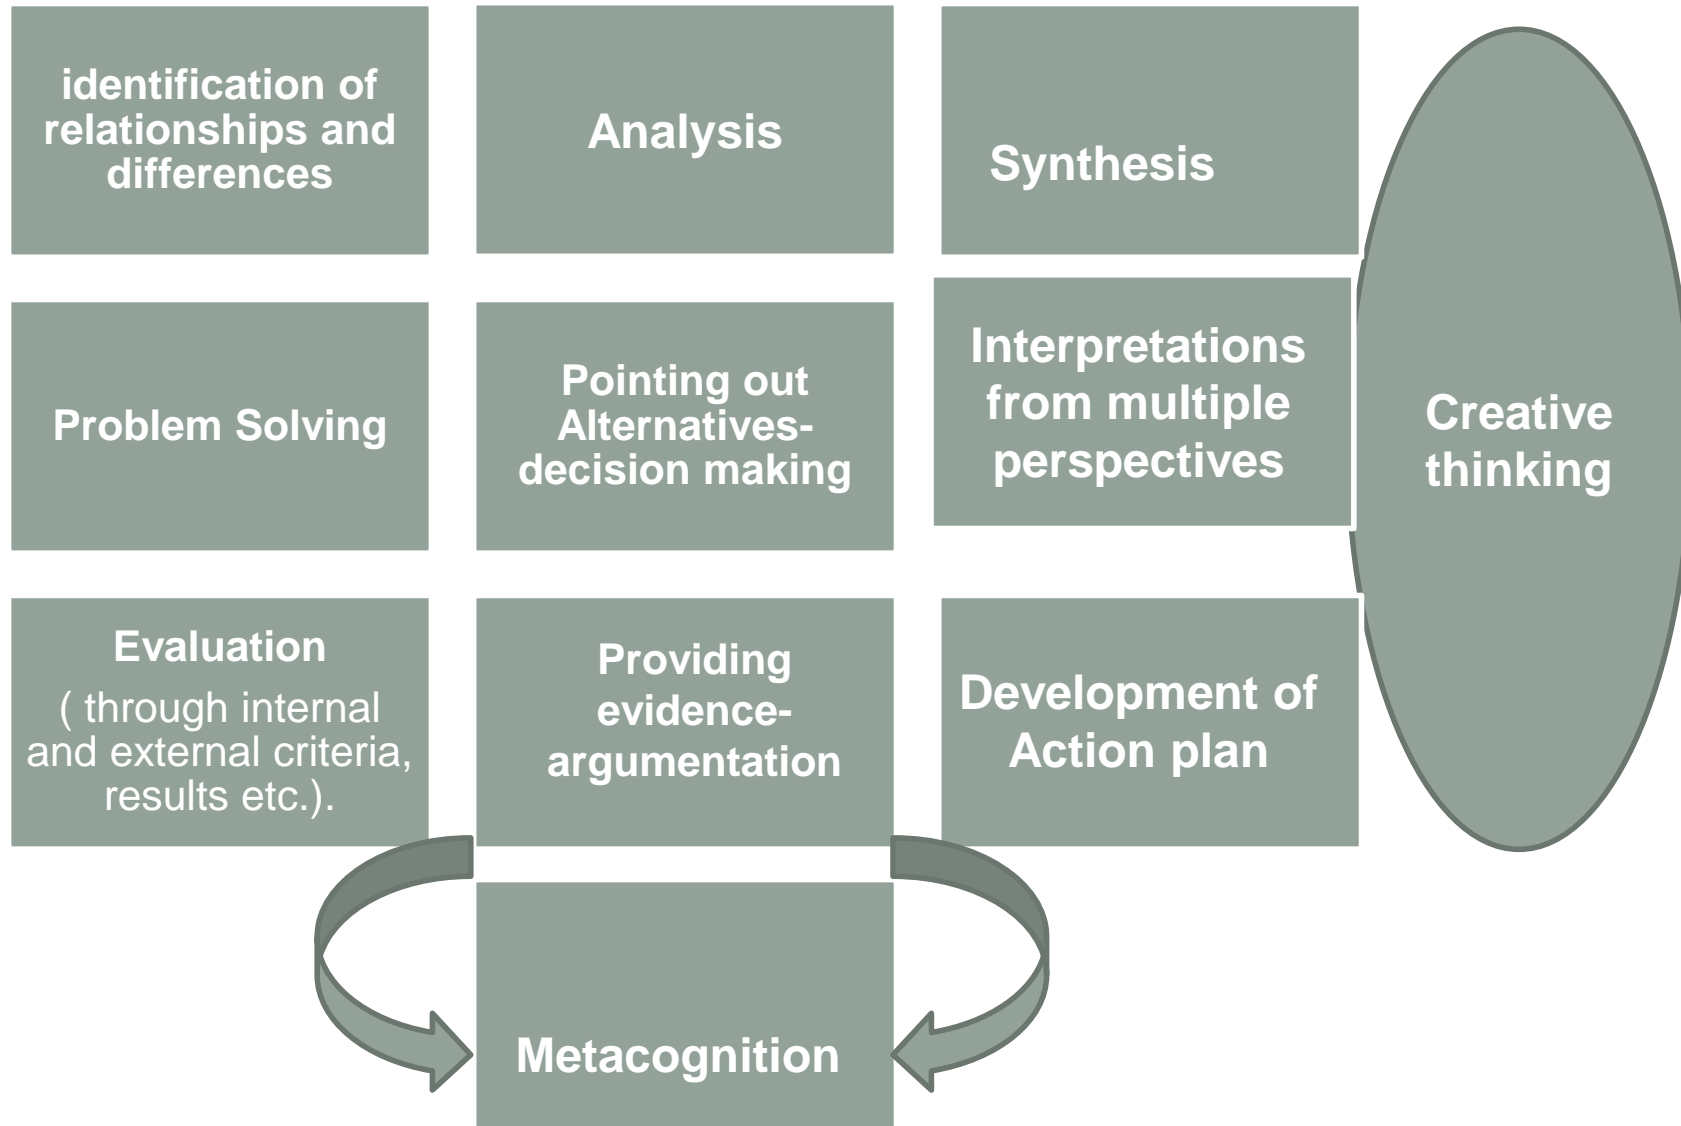 identification of
relationships and
differences
Analysis
Synthesis
Problem Solving
Pointing out
Alternatives-
decision making
Interpretations
from multiple
perspectives
Creative
thinking
Evaluation
( through internal
and external criteria,
results etc.).
Providing
evidence-
argumentation
Development of
Action plan
Metacognition